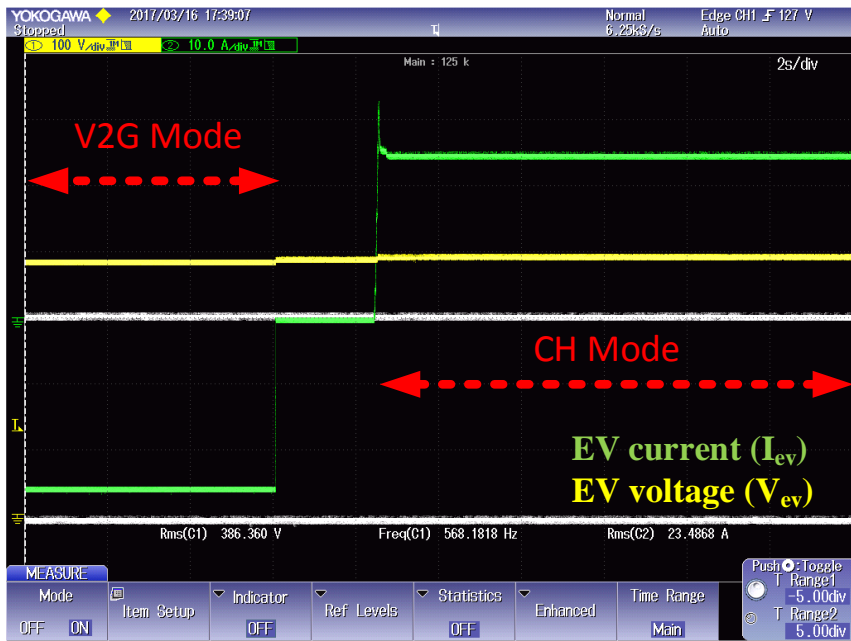 YOKOGAWA 2017/03/16 17:39:07 Normal Edge CH1 127 V
Stopped 6.25kS/s Auto
1 100 V/div 2 10.0 A/div
Main : 125 k 2s/div
V2G Mode
CH Mode
EV current (Iev)
EV voltage (Vev)
Rms(C1) 386.360 V Freq(C1) 568.1818 Hz Rms(C2) 23.4868 A
MEASURE
Mode Item Setup Indicator Ref Levels Statistics Enhanced Time Range
OFF ON OFF OFF Main
Push :Toggle
T Range1
-5.00div
T Range2
5.00div